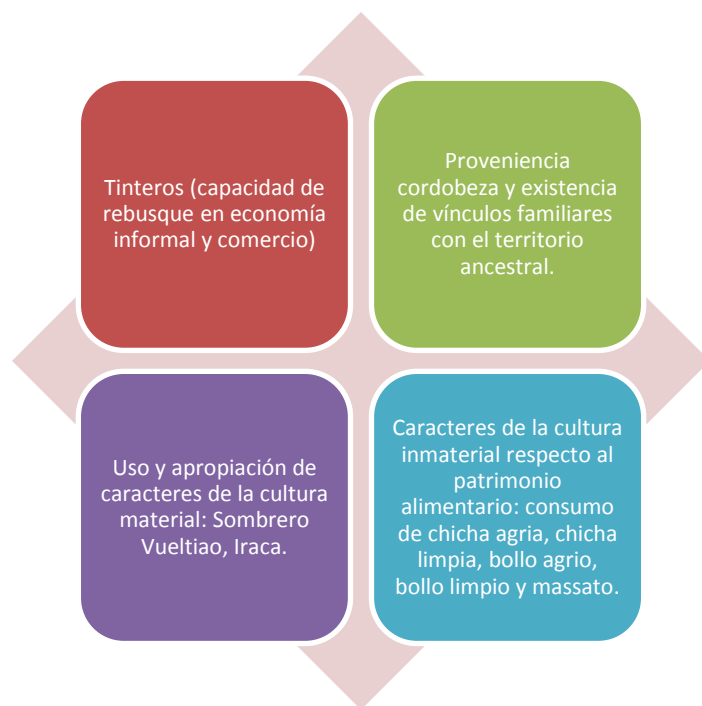 Tinteros (capacidad de
rebusque en economía
informal y comercio)
Proveniencia
cordobeza y existencia
de vínculos familiares
con el territorio
ancestral.
Uso y apropiación de
caracteres de la cultura
material: Sombrero
Vueltiao, Iraca.
Caracteres de la cultura
inmaterial respecto al
patrimonio
alimentario: consumo
de chicha agria, chicha
limpia, bollo agrio,
bollo limpio y massato.